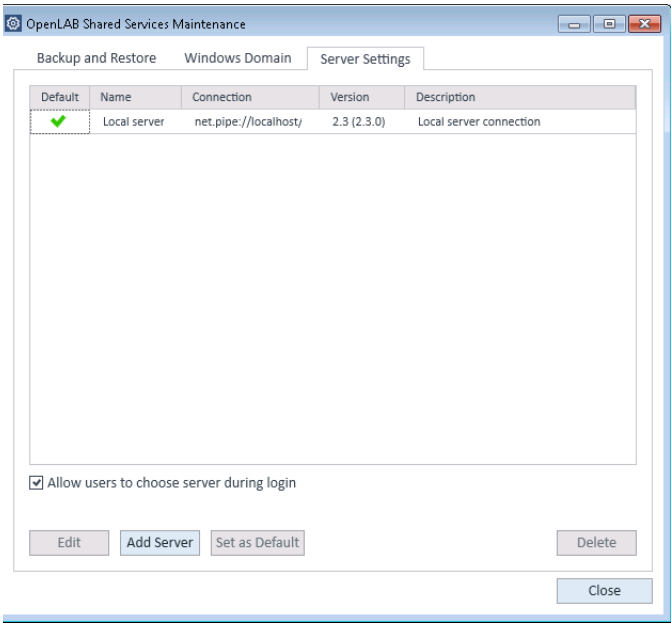 OpenLAB Shared Services Maintenance
Backup and Restore Windows Domain Server Settings
Default Name Connection Version Description
Local server net.pipe://localhost/ 2.3 (2.3.0) Local server connection
Allow users to choose server during login
Edit Add Server Set as Default Delete
Close